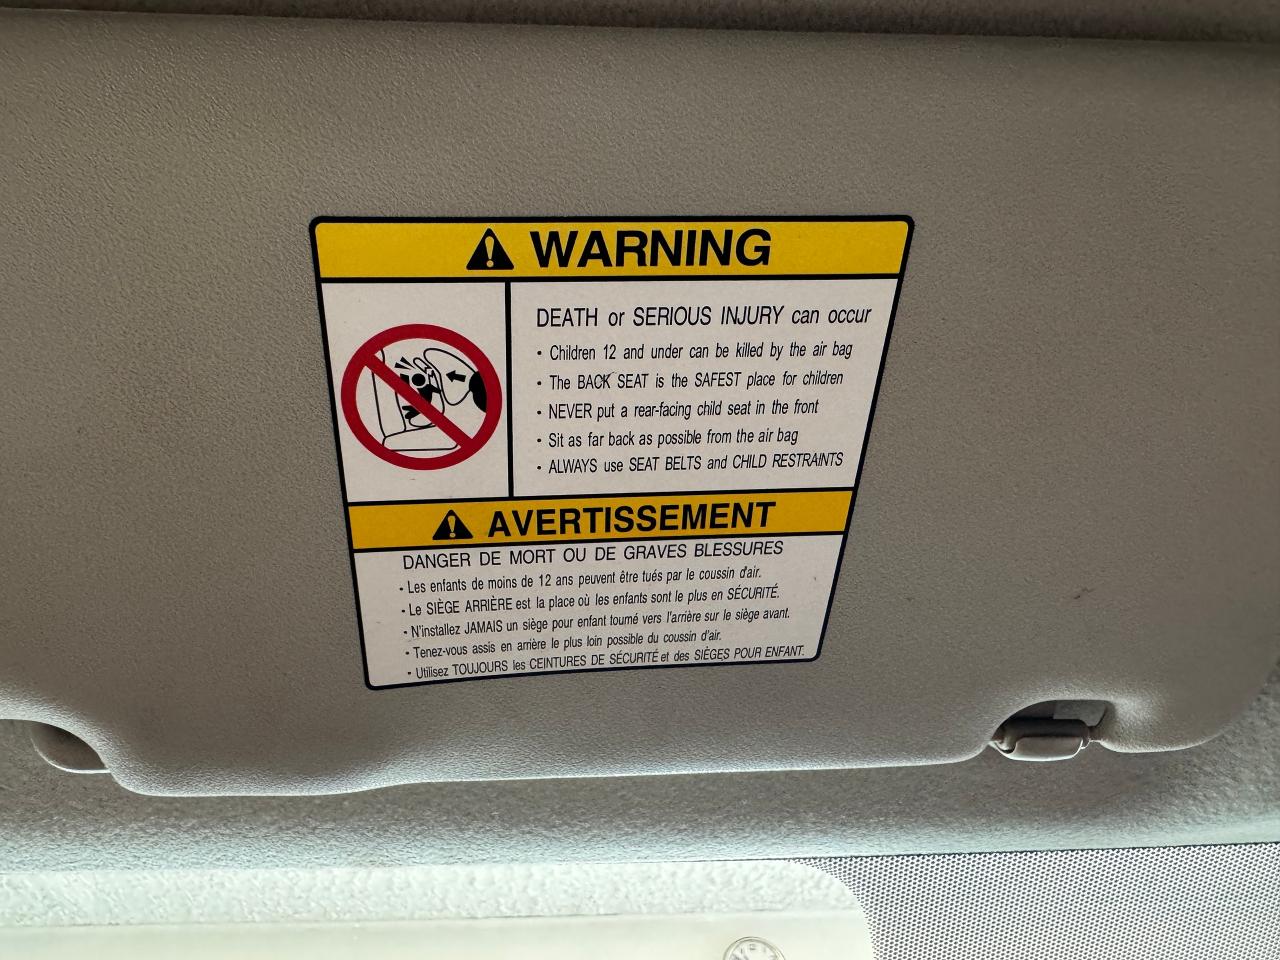 WARNING
DEATH or SERIOUS INJURY can occur
• Children 12 and under can be killed by the air bag
• The BACK SEAT is the SAFEST place for children
• NEVER put a rear-facing child seat in the front
• Sit as far back as possible from the air bag
• ALWAYS use SEAT BELTS and CHILD RESTRAINTS
AVERTISSEMENT
DANGER DE MORT OU DE GRAVES BLESSURES
• Les enfants de moins de 12 ans peuvent être tués par le coussin d'air.
• Le SIÈGE ARRIÈRE est la place où les enfants sont le plus en SÉCURITÉ.
• N'installez JAMAIS un siège pour enfant tourné vers l'arrière sur le siège avant.
• Tenez-vous assis en arrière le plus loin possible du coussin d'air.
• Utilisez TOUJOURS les CEINTURES DE SÉCURITÉ et des SIÈGES POUR ENFANT.